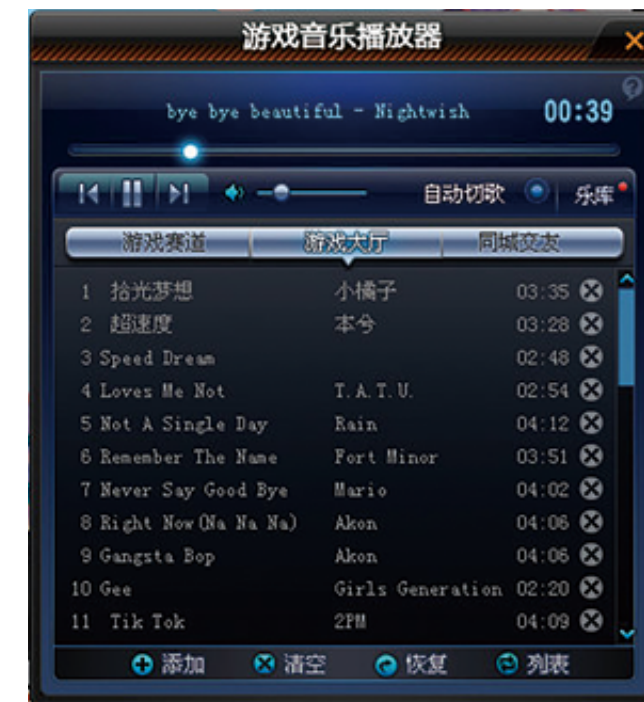 游戏音乐播放器
bye bye beautiful - Nightwish 00:39
自动切歌 乐库
游戏赛道 游戏大厅 同城交友
1 拾光梦想 小橘子 03:35
2 超速度 本兮 03:28
3 Speed Dream 02:48
4 Loves Me Not T.A.T.U. 02:54
5 Not A Single Day Rain 04:12
6 Remember The Name Fort Minor 03:51
7 Never Say Good Bye Mario 04:02
8 Right Now(Na Na Na) Akon 04:06
9 Gangsta Bop Akon 04:06
10 Gee Girls Generation 02:20
11 Tik Tok 2PM 04:09
添加 清空 恢复 列表